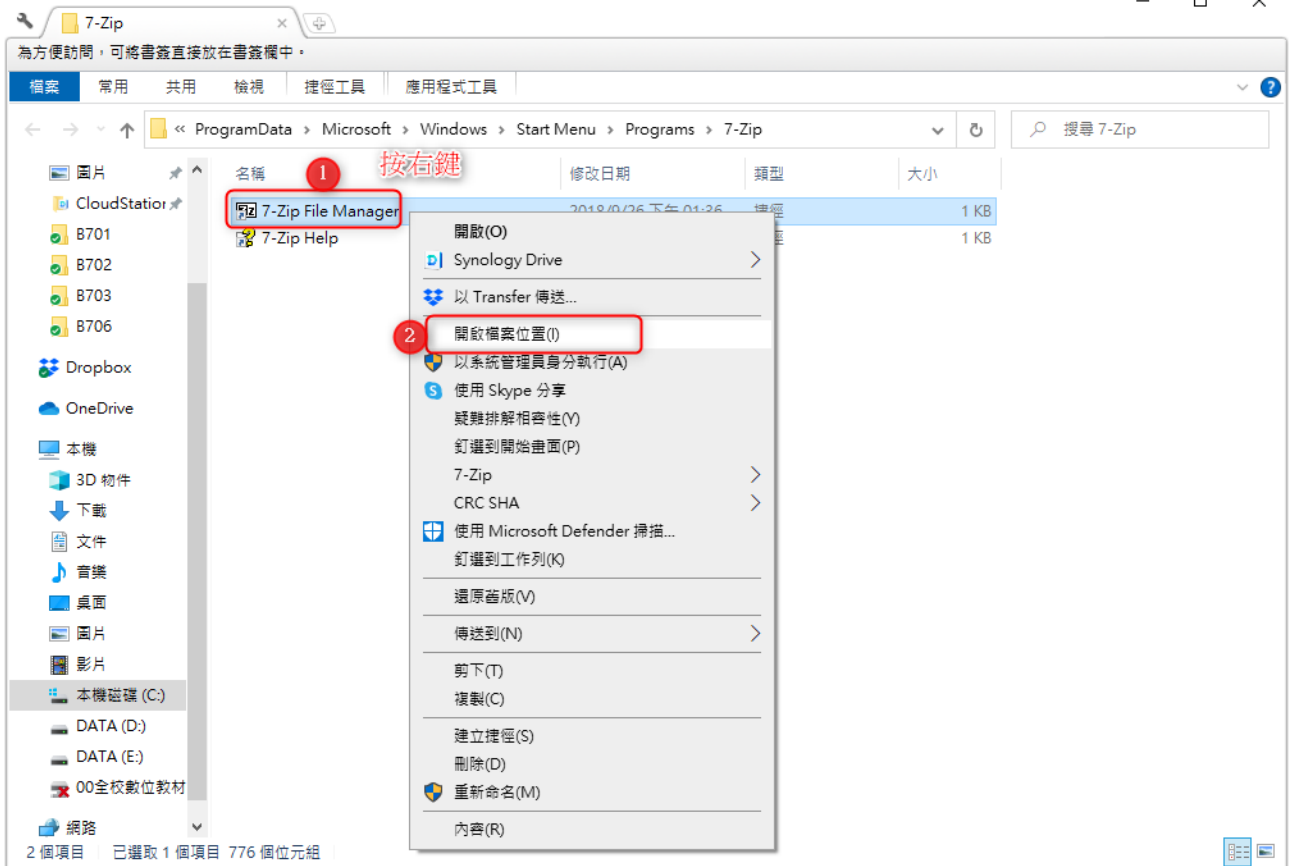 7-Zip
為方便訪問,可將書簽直接放在書簽欄中。
檔案 常用 共用 檢視 捷徑工具 應用程式工具
« ProgramData › Microsoft › Windows › Start Menu › Programs › 7-Zip 搜尋 7-Zip
名稱 修改日期 類型 大小
1 按右鍵
7-Zip File Manager 2018/9/26 下午 01:36 捷徑 1 KB
7-Zip Help 1 KB
圖片
CloudStation
B701
B702
B703
B706
Dropbox
OneDrive
本機
3D 物件
下載
文件
音樂
桌面
圖片
影片
本機磁碟 (C:)
DATA (D:)
DATA (E:)
00全校數位教材
網路
開啟(O)
Synology Drive
以 Transfer 傳送...
2 開啟檔案位置(I)
以系統管理員身分執行(A)
使用 Skype 分享
疑難排解相容性(Y)
釘選到開始畫面(P)
7-Zip
CRC SHA
使用 Microsoft Defender 掃描...
釘選到工作列(K)
還原舊版(V)
傳送到(N)
剪下(T)
複製(C)
建立捷徑(S)
刪除(D)
重新命名(M)
內容(R)
2 個項目 已選取 1 個項目 776 個位元組